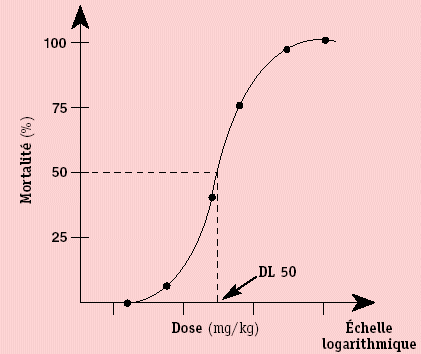 100
75
50
25
Mortalité (%)
DL 50
Dose (mg/kg)
Échelle
logarithmique